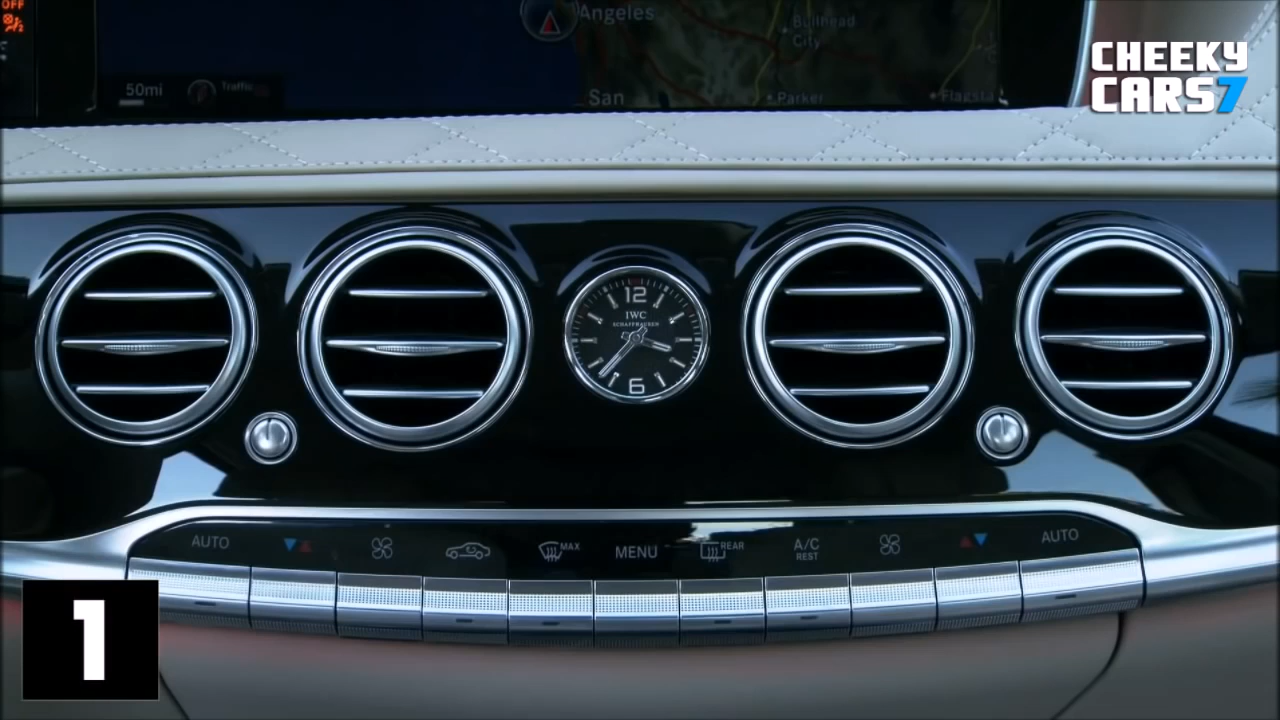 OFF
Angeles
Bullhead
City
50mi
Traffic
San
Parker
CHEEKY
CARS7
12
IWC
SCHAFFHAUSEN
6
AUTO
MAX
MENU
REAR
A/C
REST
AUTO
1